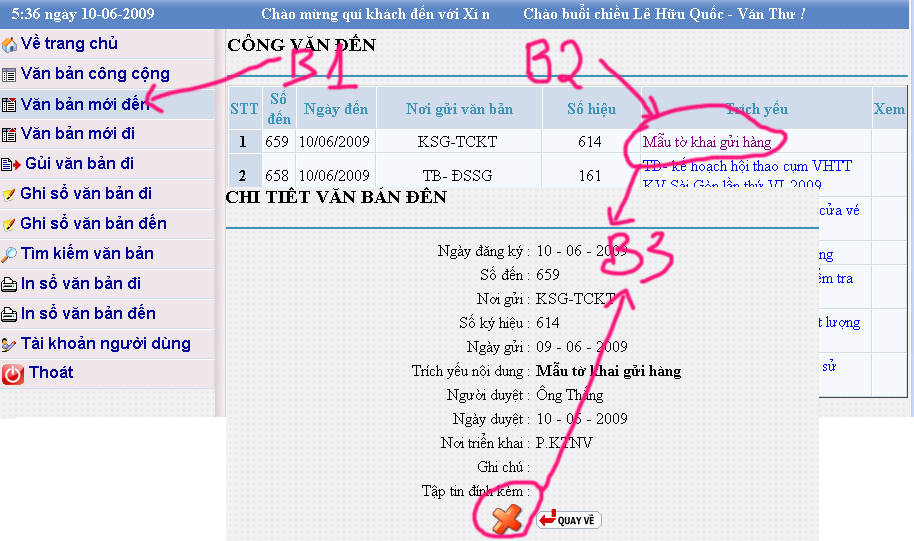 5:36 ngày 10-06-2009 Chào mừng quí khách đến với Xí n Chào buổi chiều Lê Hữu Quốc - Văn Thư !
Về trang chủ
Văn bản công cộng
Văn bản mới đến
Văn bản mới đi
Gủi văn bản đi
Ghi sổ văn bản đi
Ghi sổ văn bản đến
Tìm kiếm văn bản
In sổ văn bản đi
In sổ văn bản đến
Tài khoản người dùng
Thoát
CÔNG VĂN ĐẾN
B1
B2
STT Số đến Ngày đến Nơi gửi văn bản Số hiệu Trích yếu Xem
1 659 10/06/2009 KSG-TCKT 614 Mẫu tờ khai gửi hàng
2 658 10/06/2009 TB- ĐSSG 161 TB- kế hoạch hội thao cụm VHTT
KV Sài Gòn lần thứ VI 2009
cửa vé
ểm tra
t lượng
sử
CHI TIẾT VĂN BẢN ĐẾN
B3
Ngày đăng ký : 10 - 06 - 2009
Số đến : 659
Nơi gửi : KSG-TCKT
Số ký hiệu : 614
Ngày gửi : 09 - 06 - 2009
Trích yếu nội dung : Mẫu tờ khai gửi hàng
Người duyệt : Ông Thắng
Ngày duyệt : 10 - 06 - 2009
Nơi triển khai : P.KTNV
Ghi chú :
Tập tin đính kèm :
QUAY VỀ